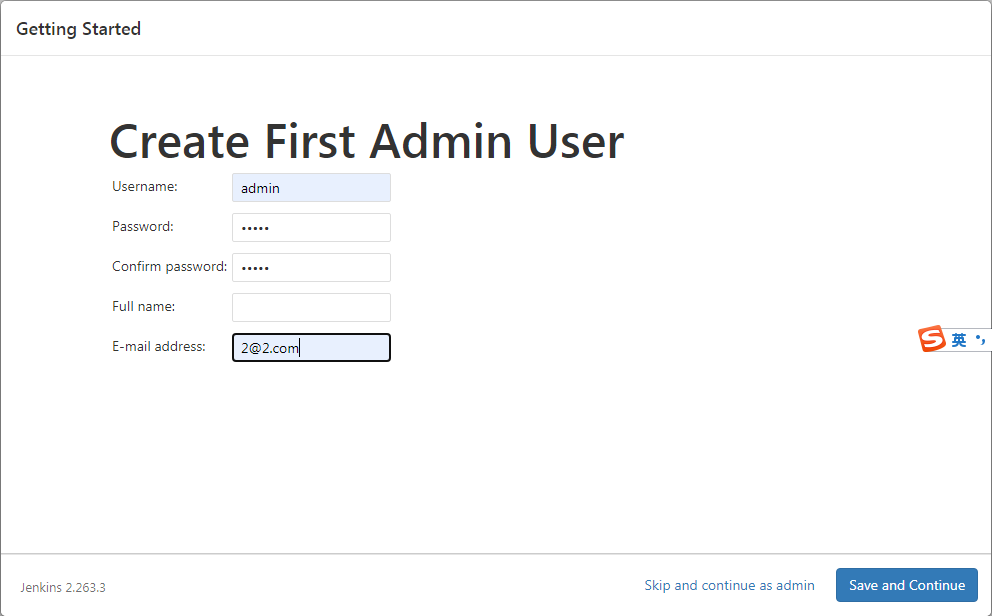 Getting Started
Create First Admin User
Username: admin
Password: •••••
Confirm password: •••••
Full name:
E-mail address: 2@2.com
S 英 °,
Jenkins 2.263.3 Skip and continue as admin Save and Continue